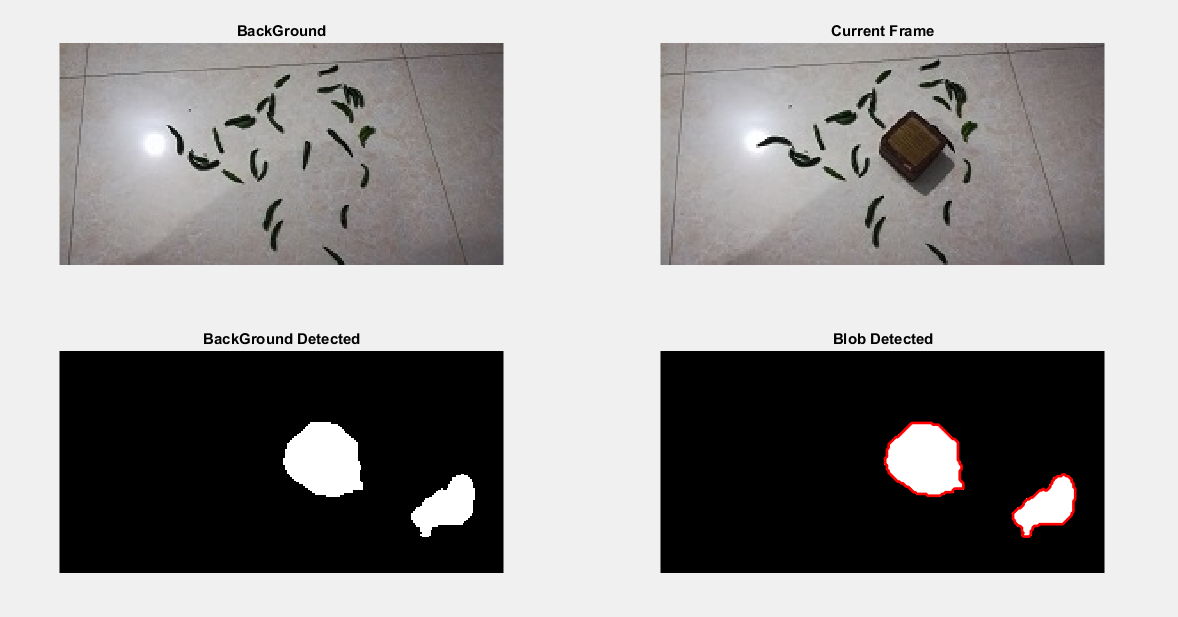 BackGround
Current Frame
BackGround Detected
Blob Detected